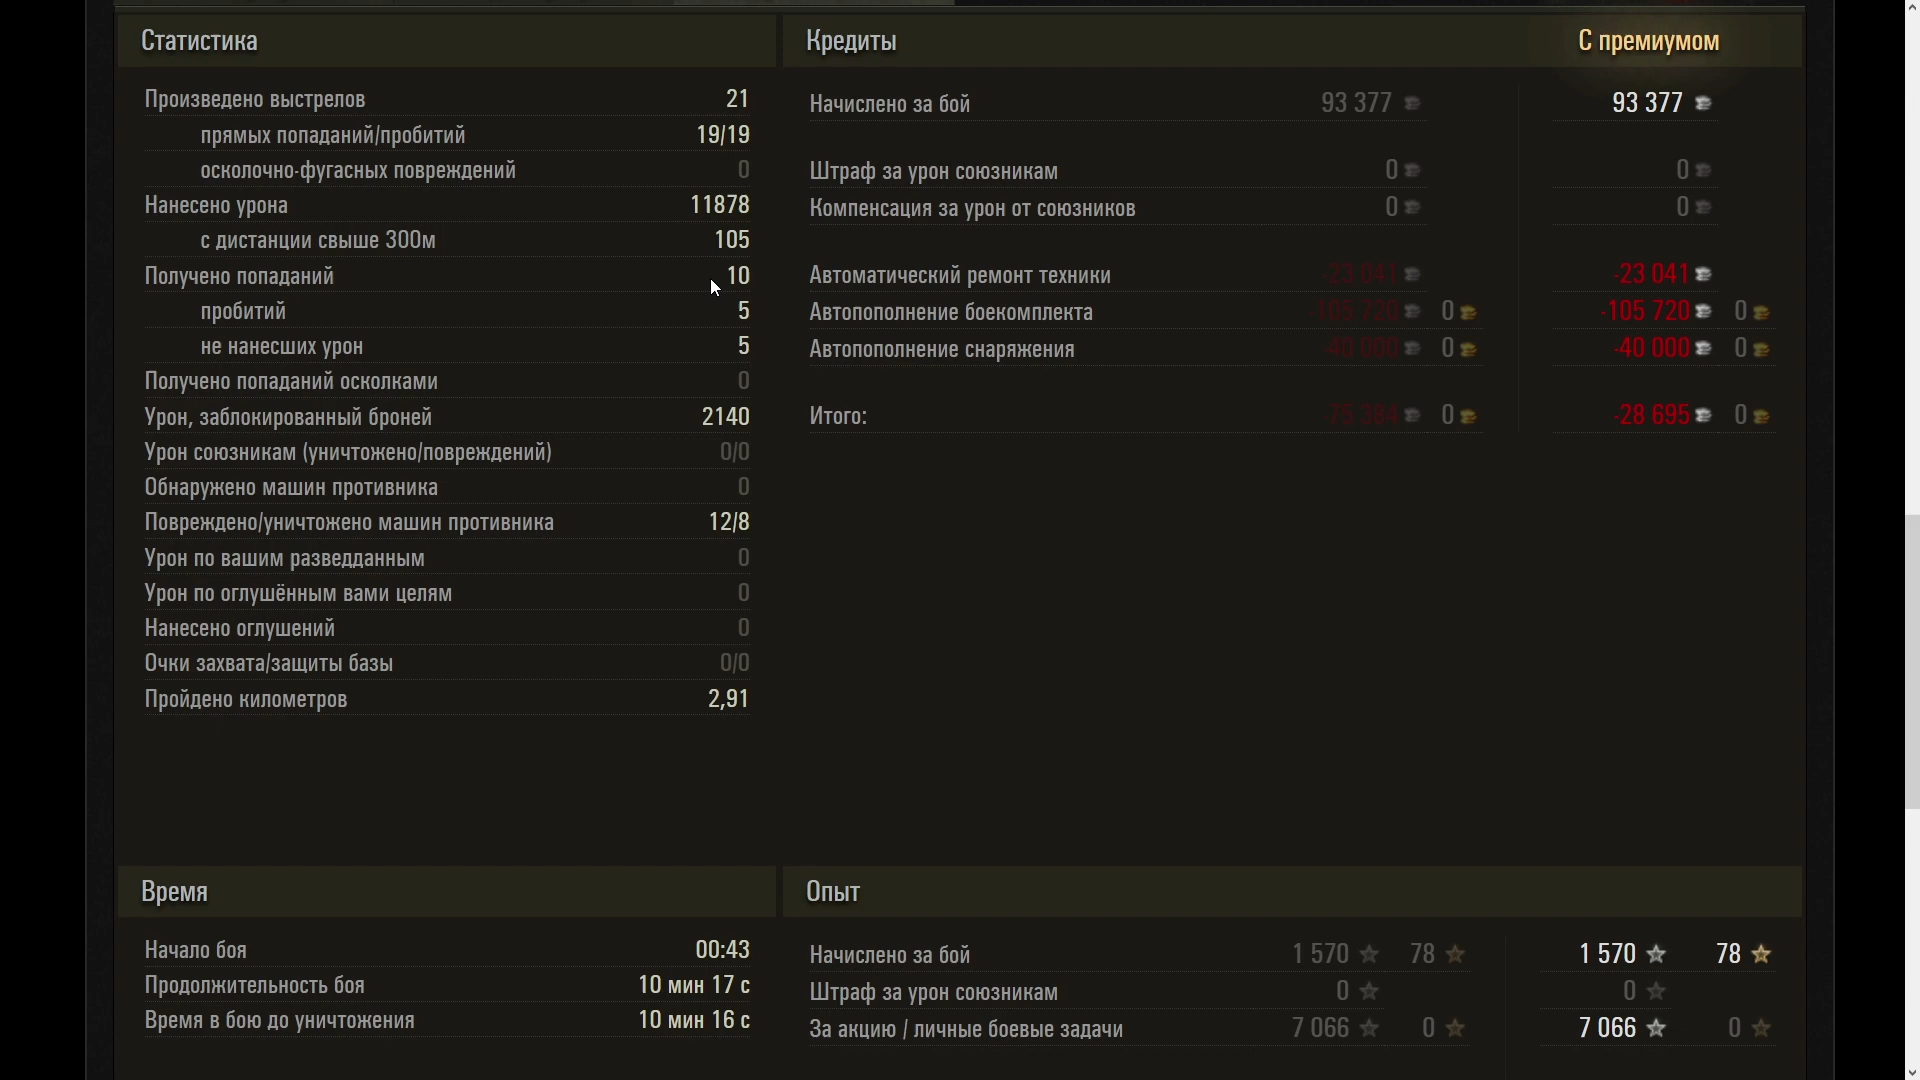 Статистика
Произведено выстрелов 21
прямых попаданий/пробитий 19/19
осколочно-фугасных повреждений 0
Нанесено урона 11878
с дистанции свыше 300м 105
Получено попаданий 10
пробитий 5
не нанесших урон 5
Получено попаданий осколками 0
Урон, заблокированный броней 2140
Урон союзникам (уничтожено/повреждений) 0/0
Обнаружено машин противника 0
Повреждено/уничтожено машин противника 12/8
Урон по вашим разведданным 0
Урон по оглушённым вами целям 0
Нанесено оглушений 0
Очки захвата/защиты базы 0/0
Пройдено километров 2,91
Кредиты С премиумом
Начислено за бой 93 377 93 377
Штраф за урон союзникам 0 0
Компенсация за урон от союзников 0 0
Автоматический ремонт техники -23 041 -23 041
Автопополнение боекомплекта -105 720 0 -105 720 0
Автопополнение снаряжения -40 000 0 -40 000 0
Итого: -75 384 0 -28 695 0
Время
Начало боя 00:43
Продолжительность боя 10 мин 17 с
Время в бою до уничтожения 10 мин 16 с
Опыт
Начислено за бой 1 570 78 1 570 78
Штраф за урон союзникам 0 0
За акцию / личные боевые задачи 7 066 0 7 066 0